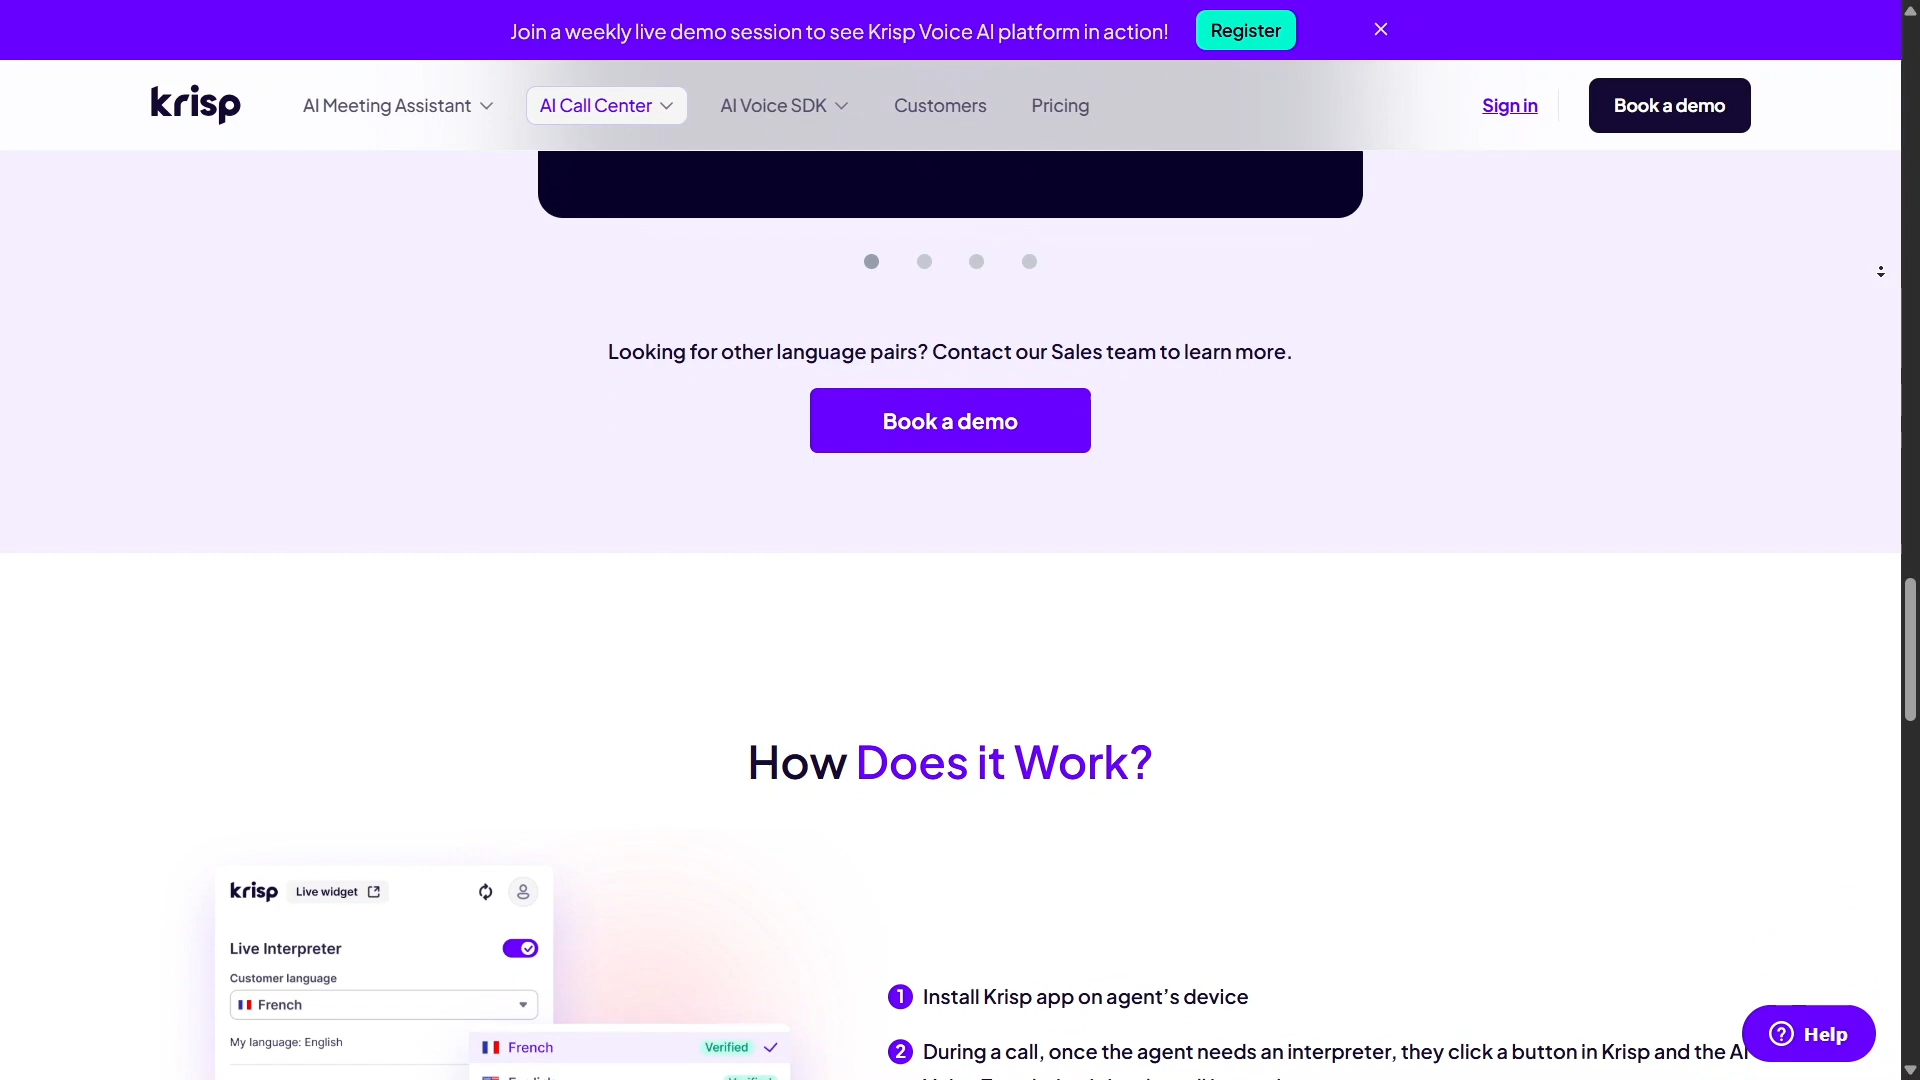 Join a weekly live demo session to see Krisp Voice AI platform in action!
Register
krisp
AI Meeting Assistant
AI Call Center
AI Voice SDK
Customers
Pricing
Sign in
Book a demo
Looking for other language pairs? Contact our Sales team to learn more.
Book a demo
How Does it Work?
krisp
Live widget
Live Interpreter
Customer language
French
My language: English
French
Verified
1 Install Krisp app on agent’s device
2 During a call, once the agent needs an interpreter, they click a button in Krisp and the AI
Help